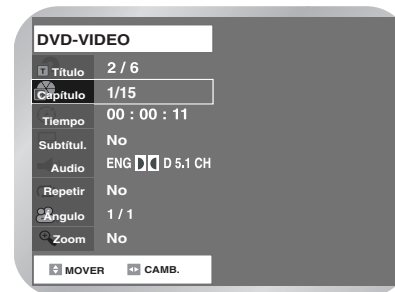 DVD-VIDEO
T Título 2 / 6
Capítulo 1/15
Tiempo 00 : 00 : 11
Subtítul. No
Audio ENG D 5.1 CH
Repetir No
Ángulo 1 / 1
Zoom No
MOVER CAMB.